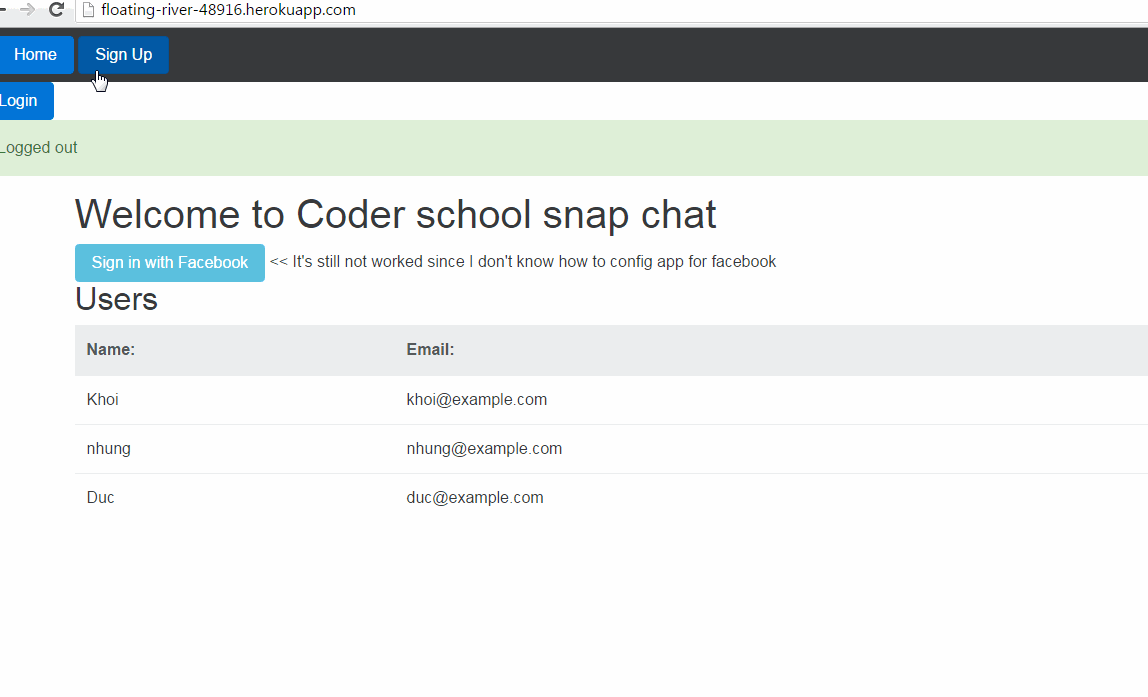 floating-river-48916.herokuapp.com
Home Sign Up
Login
Logged out
Welcome to Coder school snap chat
Sign in with Facebook << It's still not worked since I don't know how to config app for facebook
Users
Name: Email:
Khoi khoi@example.com
nhung nhung@example.com
Duc duc@example.com